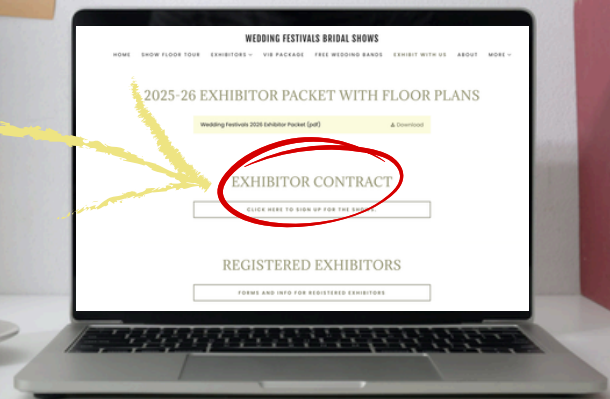 WEDDING FESTIVALS BRIDAL SHOWS
HOME SHOW FLOOR TOUR EXHIBITORS VIB PACKAGE FREE WEDDING BANDS EXHIBIT WITH US ABOUT MORE
2025-26 EXHIBITOR PACKET WITH FLOOR PLANS
Wedding Festivals 2026 Exhibitor Packet (pdf) Download
EXHIBITOR CONTRACT
CLICK HERE TO SIGN UP FOR THE SHOWS.
REGISTERED EXHIBITORS
FORMS AND INFO FOR REGISTERED EXHIBITORS